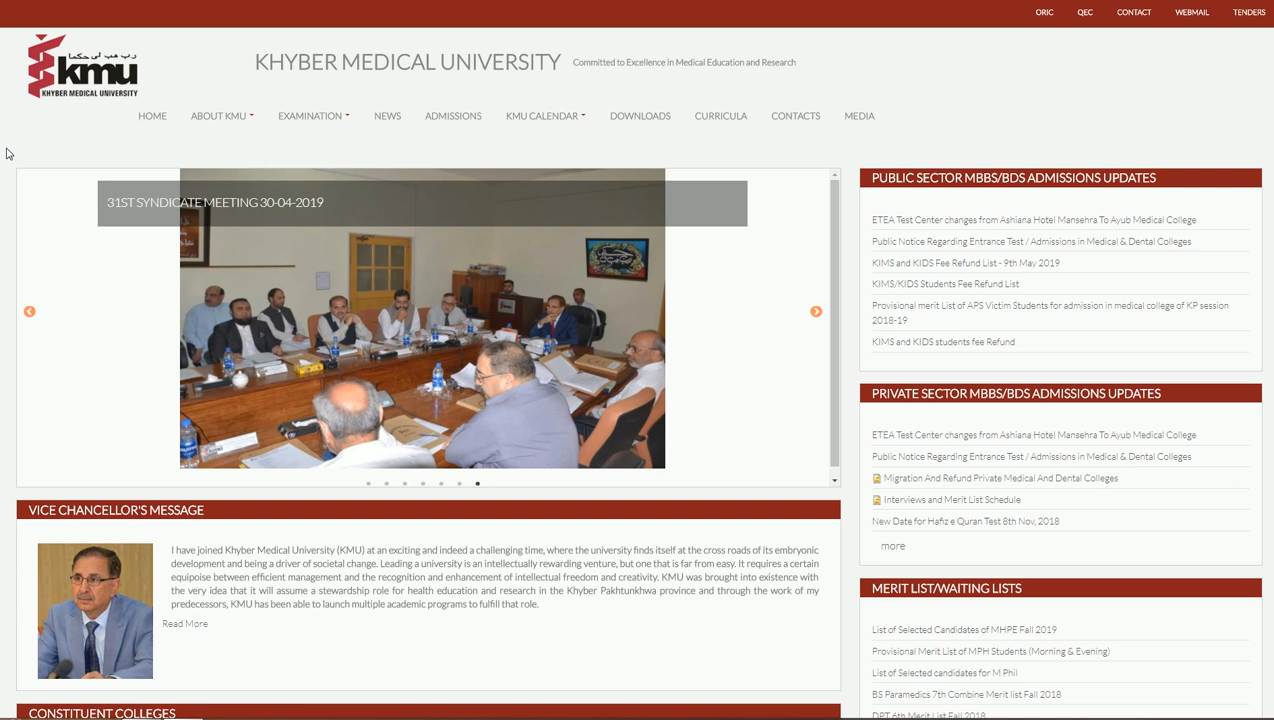 ORIC QEC CONTACT WEBMAIL TENDERS
kmu
KHYBER MEDICAL UNIVERSITY
KHYBER MEDICAL UNIVERSITY Committed to Excellence in Medical Education and Research
HOME ABOUT KMU EXAMINATION NEWS ADMISSIONS KMU CALENDAR DOWNLOADS CURRICULA CONTACTS MEDIA
31ST SYNDICATE MEETING 30-04-2019
VICE CHANCELLOR'S MESSAGE
I have joined Khyber Medical University (KMU) at an exciting and indeed a challenging time, where the university finds itself at the cross roads of its embryonic
development and being a driver of societal change. Leading a university is an intellectually rewarding venture, but one that is far from easy. It requires a certain
equipoise between efficient management and the recognition and enhancement of intellectual freedom and creativity. KMU was brought into existence with
the very idea that it will assume a stewardship role for health education and research in the Khyber Pakhtunkhwa province and through the work of my
predecessors, KMU has been able to launch multiple academic programs to fulfill that role.
Read More
CONSTITUENT COLLEGES
PUBLIC SECTOR MBBS/BDS ADMISSIONS UPDATES
ETEA Test Center changes from Ashiana Hotel Mansehra To Ayub Medical College
Public Notice Regarding Entrance Test / Admissions in Medical & Dental Colleges
KIMS and KIDS Fee Refund List - 9th May 2019
KIMS/KIDS Students Fee Refund List
Provisional merit List of APS Victim Students for admission in medical college of KP session
2018-19
KIMS and KIDS students fee Refund
PRIVATE SECTOR MBBS/BDS ADMISSIONS UPDATES
ETEA Test Center changes from Ashiana Hotel Mansehra To Ayub Medical College
Public Notice Regarding Entrance Test / Admissions in Medical & Dental Colleges
Migration And Refund Private Medical And Dental Colleges
Interviews and Merit List Schedule
New Date for Hafiz e Quran Test 8th Nov, 2018
more
MERIT LIST/WAITING LISTS
List of Selected Candidates of MHPE Fall 2019
Provisional Merit List of MPH Students (Morning & Evening)
List of Selected candidates for M Phil
BS Paramedics 7th Combine Merit list Fall 2018
DPT 6th Merit List Fall 2018